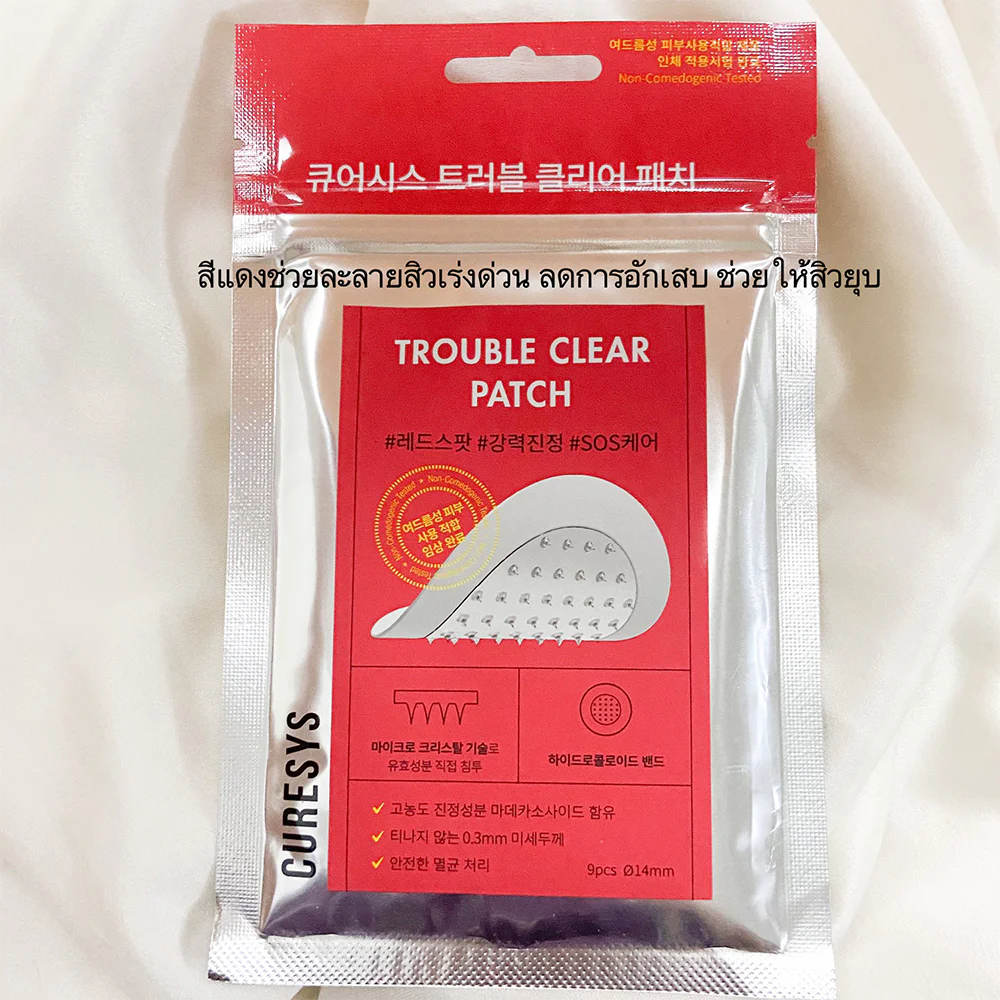 여드름성 피부사용적합
인체 적용시험 완료
Non-Comedogenic Tested
큐어시스 트러블 클리어 패치
สีแดงช่วยละลายสิวเร่งด่วน ลดการอักเสบ ช่วย ให้สิวยุบ
TROUBLE CLEAR
PATCH
#레드스팟 #강력진정 #SOS케어
Non-Comedogenic Tested
여드름성 피부
사용 적합
임상 완료
마이크로 크리스탈 기술로
유효성분 직접 침투
하이드로콜로이드 밴드
고농도 진정성분 마데카소사이드 함유
티나지 않는 0.3mm 미세두께
안전한 멸균 처리
9pcs Ø14mm
CURESYS